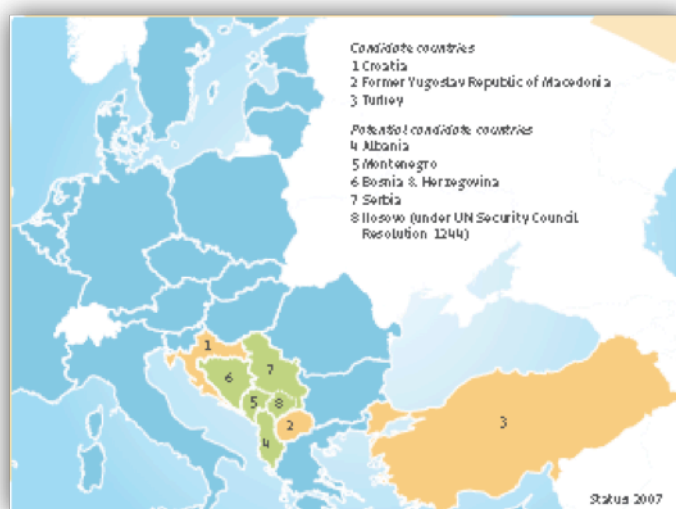 Candidate countries
1 Croatia
2 Former Yugoslav Republic of Macedonia
3 Turkey
Potential candidate countries
4 Albania
5 Montenegro
6 Bosnia & Herzegovina
7 Serbia
8 Kosovo (under UN Security Council
Resolution 1244)
1
7
6
5
8
2
3
4
Status 2007